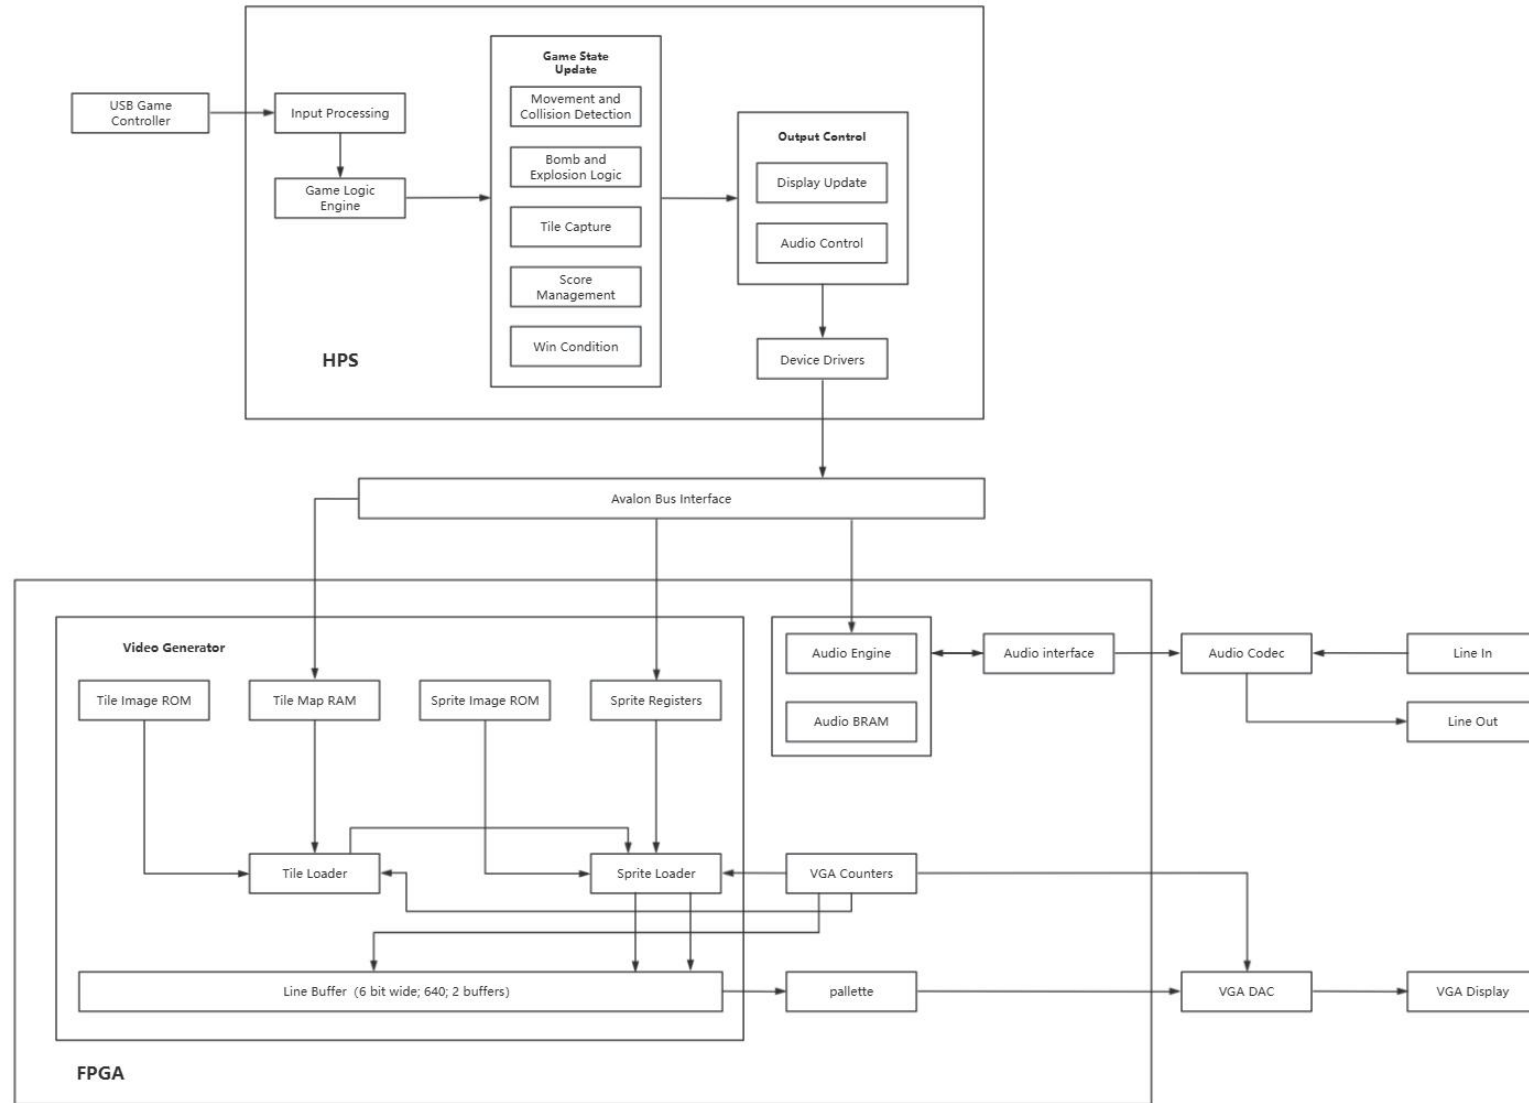 Game State
Update
USB Game
Controller
Input Processing
Movement and
Collision Detection
Output Control
Bomb and
Explosion Logic
Game Logic
Engine
Display Update
Tile Capture
Audio Control
Score
Management
Win Condition
HPS
Device Drivers
Avalon Bus Interface
Video Generator
Audio Engine
Audio interface
Audio Codec
Line In
Tile Image ROM
Tile Map RAM
Sprite Image ROM
Sprite Registers
Audio BRAM
Line Out
Tile Loader
Sprite Loader
VGA Counters
Line Buffer (6 bit wide; 640; 2 buffers)
pallette
VGA DAC
VGA Display
FPGA